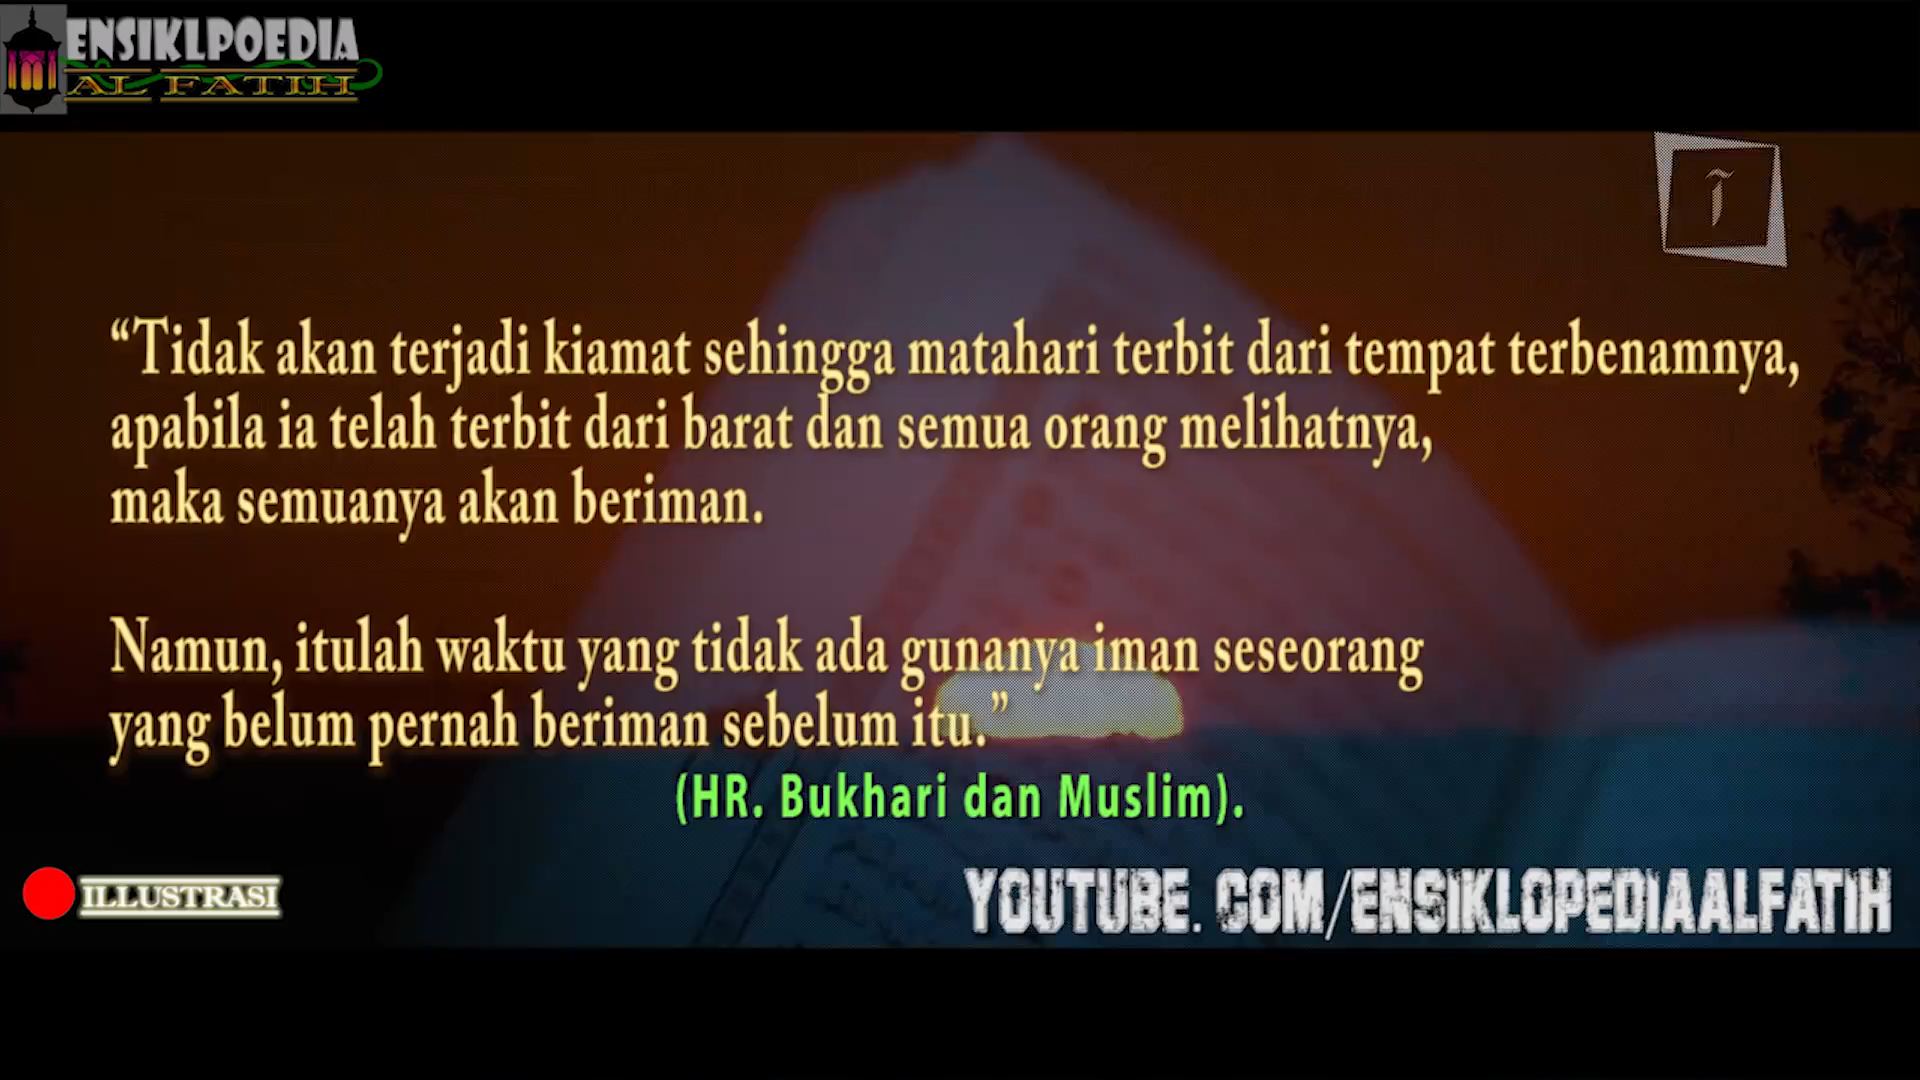 ENSIKLPOEDIA
AL FATIH
“Tidak akan terjadi kiamat sehingga matahari terbit dari tempat terbenamnya,
apabila ia telah terbit dari barat dan semua orang melihatnya,
maka semuanya akan beriman.
Namun, itulah waktu yang tidak ada gunanya iman seseorang
yang belum pernah beriman sebelum itu.”
(HR. Bukhari dan Muslim).
ILLUSTRASI
YOUTUBE. COM/ENSIKLOPEDIAALFATIH